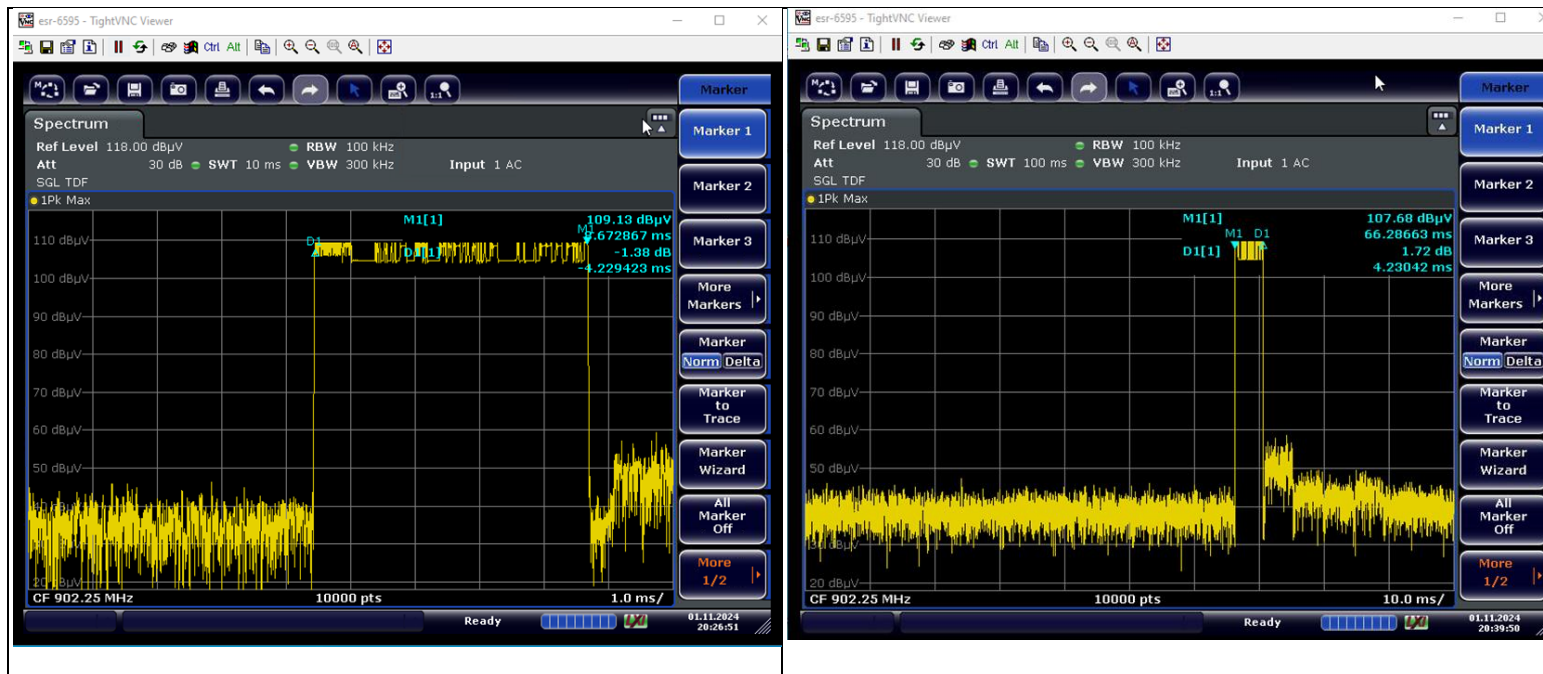 esr-6595 - TightVNC Viewer
Ctrl Alt
Marker
Spectrum
Ref Level 118.00 dBµV RBW 100 kHz
Att 30 dB SWT 10 ms VBW 300 kHz Input 1 AC
SGL TDF
1Pk Max
M1[1] 109.13 dBµV
M1
.672867 ms
D1
D1[1] -1.38 dB
-4.229423 ms
110 dBµV
100 dBµV
90 dBµV
80 dBµV
70 dBµV
60 dBµV
50 dBµV
20 dBµV
CF 902.25 MHz 10000 pts 1.0 ms/
Marker 1
Marker 2
Marker 3
More
Markers
Marker
Norm Delta
Marker
to
Trace
Marker
Wizard
All
Marker
Off
More
1/2
Ready
LXI
01.11.2024
20:26:51
esr-6595 - TightVNC Viewer
Ctrl Alt
Marker
Spectrum
Ref Level 118.00 dBµV RBW 100 kHz
Att 30 dB SWT 100 ms VBW 300 kHz Input 1 AC
SGL TDF
1Pk Max
M1[1] 107.68 dBµV
M1 D1
66.28663 ms
D1[1] 1.72 dB
4.23042 ms
110 dBµV
100 dBµV
90 dBµV
80 dBµV
70 dBµV
60 dBµV
50 dBµV
30 dBµV
20 dBµV
CF 902.25 MHz 10000 pts 10.0 ms/
Marker 1
Marker 2
Marker 3
More
Markers
Marker
Norm Delta
Marker
to
Trace
Marker
Wizard
All
Marker
Off
More
1/2
Ready
LXI
01.11.2024
20:39:50